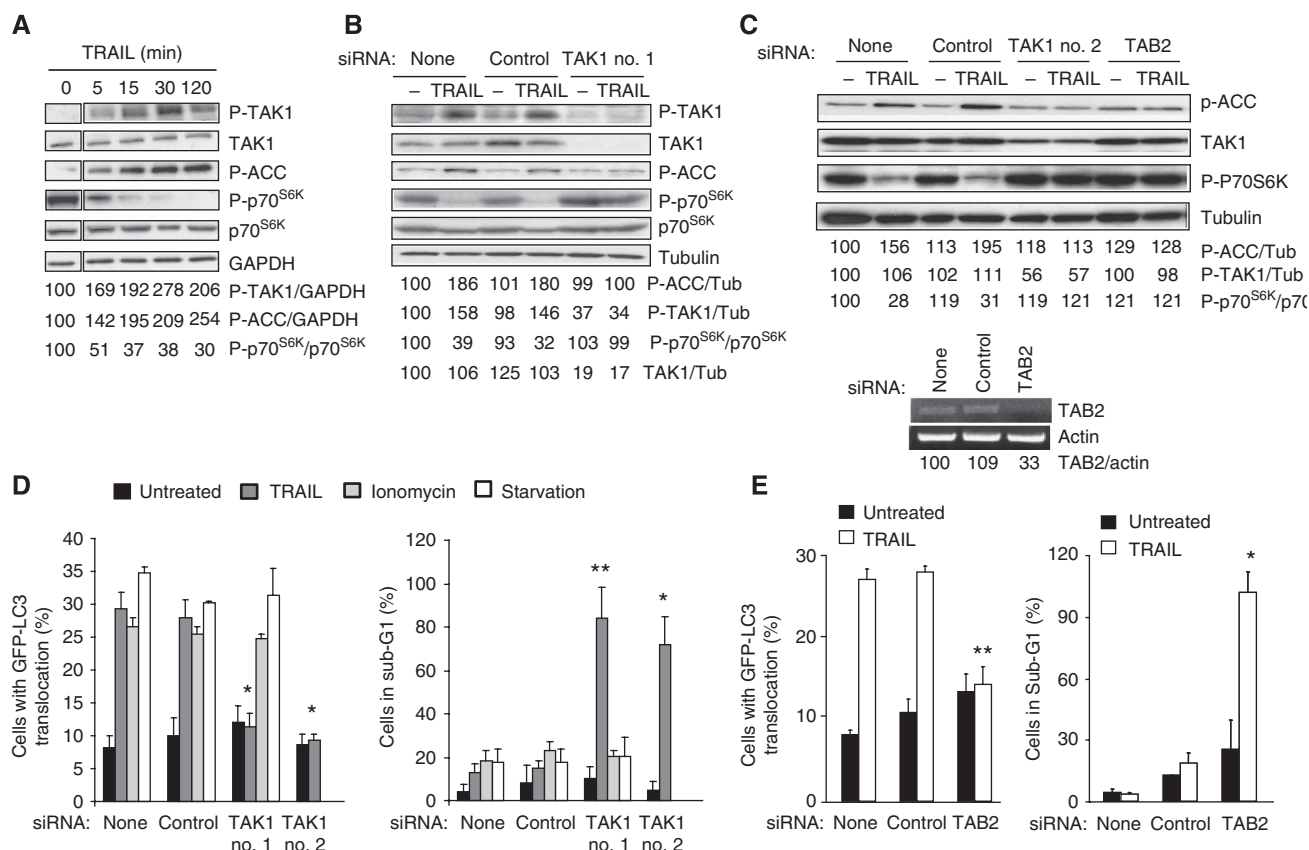 A
TRAIL (min)
0 5 15 30 120
P-TAK1
TAK1
P-ACC
P-p70S6K
p70S6K
GAPDH
100 169 192 278 206 P-TAK1/GAPDH
100 142 195 209 254 P-ACC/GAPDH
100 51 37 38 30 P-p70S6K/p70S6K
B
siRNA: None Control TAK1 no. 1
– TRAIL – TRAIL – TRAIL
P-TAK1
TAK1
P-ACC
P-p70S6K
p70S6K
Tubulin
100 186 101 180 99 100 P-ACC/Tub
100 158 98 146 37 34 P-TAK1/Tub
100 39 93 32 103 99 P-p70S6K/p70S6K
100 106 125 103 19 17 TAK1/Tub
C
siRNA: None Control TAK1 no. 2 TAB2
– TRAIL – TRAIL – TRAIL – TRAIL
p-ACC
TAK1
P-P70S6K
Tubulin
100 156 113 195 118 113 129 128 P-ACC/Tub
100 106 102 111 56 57 100 98 P-TAK1/Tub
100 28 119 31 119 121 121 121 P-p70S6K/p70
siRNA: None Control TAB2
TAB2
Actin
100 109 33 TAB2/actin
D
Untreated TRAIL Ionomycin Starvation
Cells with GFP-LC3
translocation (%)
40
35
30
25
20
15
10
5
0
* *
siRNA: None Control TAK1 TAK1
no. 1 no. 2
Cells in sub-G1 (%)
120
100
80
60
40
20
0
** *
siRNA: None Control TAK1 TAK1
no. 1 no. 2
E
Untreated
TRAIL
Cells with GFP-LC3
translocation (%)
30
20
10
0
**
siRNA: None Control TAB2
Untreated
TRAIL
Cells in Sub-G1 (%)
120
90
60
30
0
*
siRNA: None Control TAB2